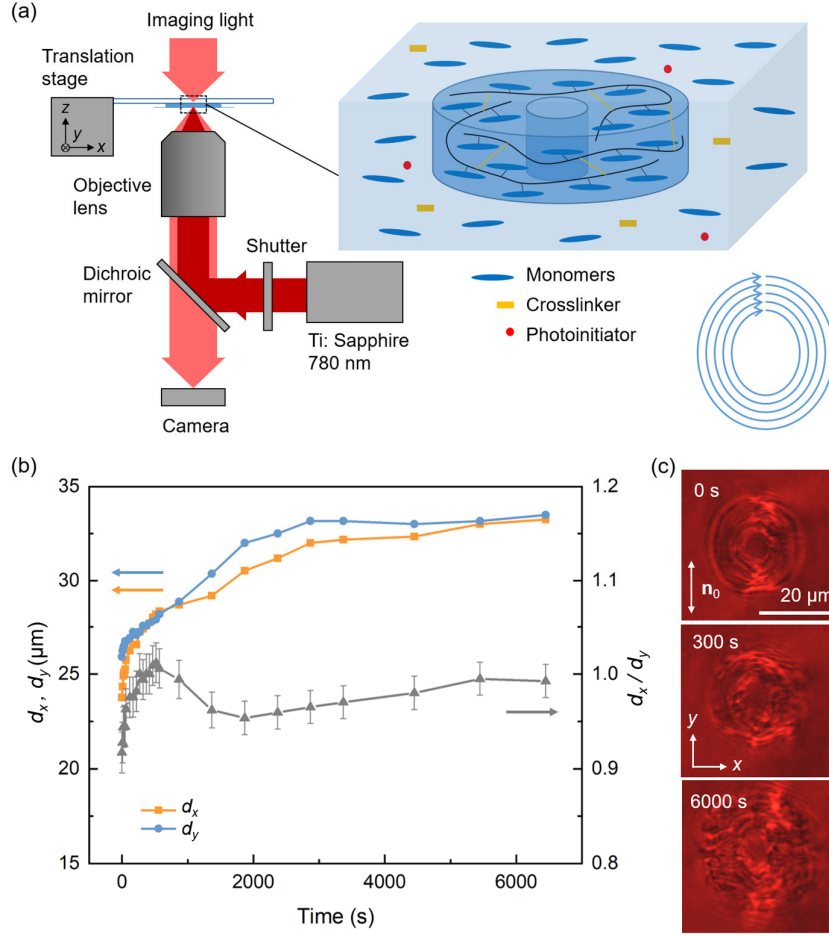 (a)
Imaging light
Translation
stage
z
y
x
Objective
lens
Shutter
Dichroic
mirror
Ti: Sapphire
780 nm
Camera
Monomers
Crosslinker
Photoinitiator
(b)
35
30
25
20
15
dx, dy (μm)
1.2
1.1
1.0
0.9
0.8
dx / dy
dx
dy
0
2000
4000
6000
Time (s)
(c)
0 s
n0
20 μm
300 s
y
x
6000 s